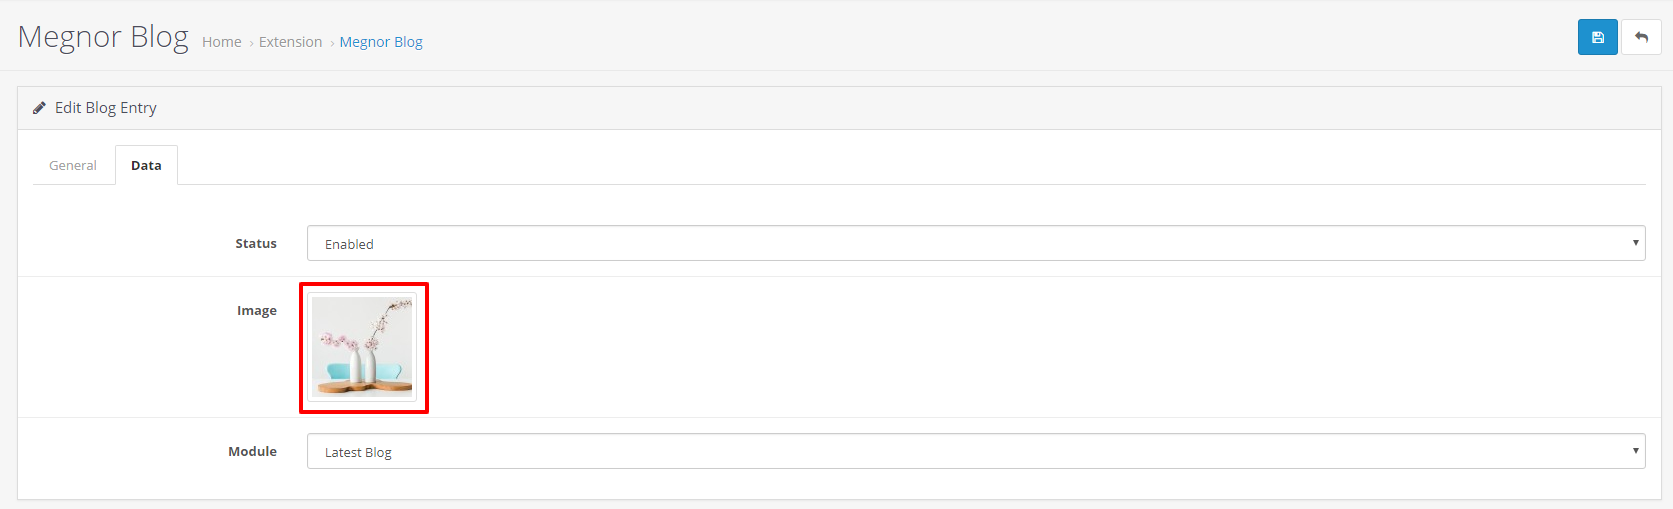 Megnor Blog Home › Extension › Megnor Blog
Edit Blog Entry
General Data
Status Enabled
Image
Module Latest Blog